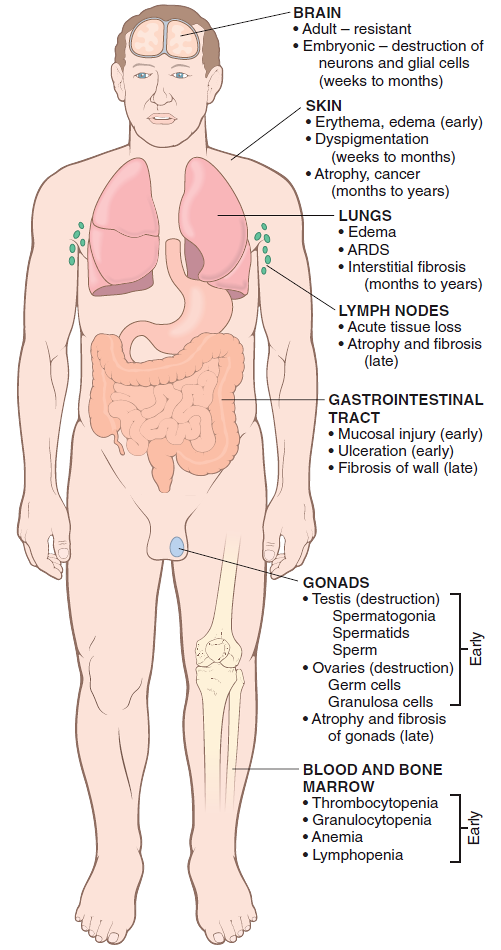 BRAIN
• Adult – resistant
• Embryonic – destruction of
neurons and glial cells
(weeks to months)
SKIN
• Erythema, edema (early)
• Dyspigmentation
(weeks to months)
• Atrophy, cancer
(months to years)
LUNGS
• Edema
• ARDS
• Interstitial fibrosis
(months to years)
LYMPH NODES
• Acute tissue loss
• Atrophy and fibrosis
(late)
GASTROINTESTINAL
TRACT
• Mucosal injury (early)
• Ulceration (early)
• Fibrosis of wall (late)
GONADS
• Testis (destruction)
Spermatogonia
Spermatids
Sperm
• Ovaries (destruction)
Germ cells
Granulosa cells
Early
• Atrophy and fibrosis
of gonads (late)
BLOOD AND BONE
MARROW
• Thrombocytopenia
• Granulocytopenia
• Anemia
• Lymphopenia
Early